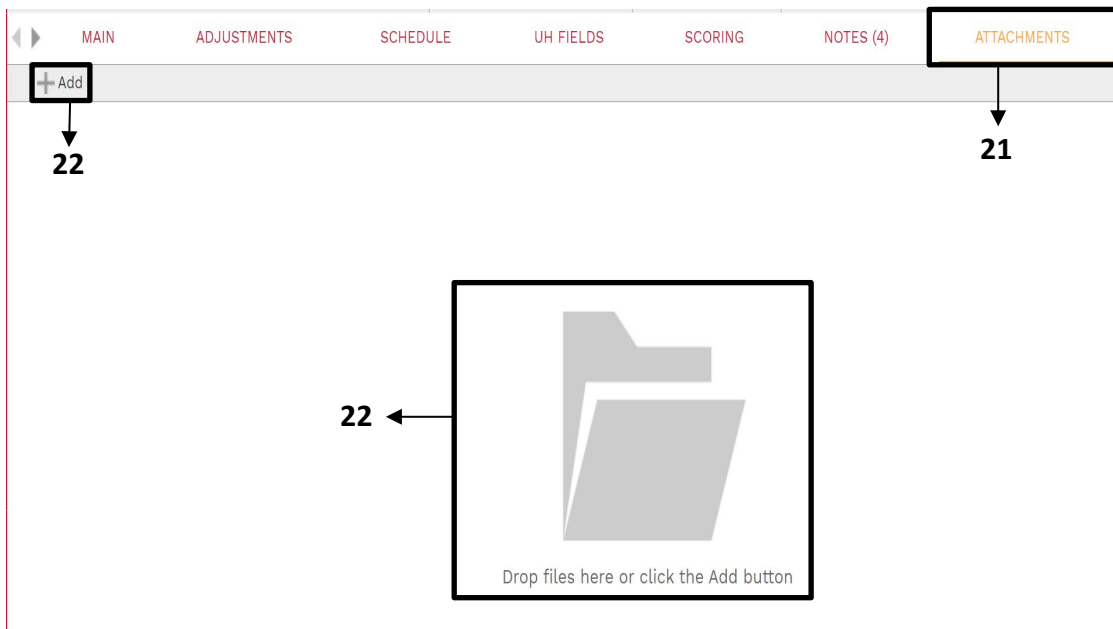 MAIN ADJUSTMENTS SCHEDULE UH FIELDS SCORING NOTES (4) ATTACHMENTS
Add
22
21
22
Drop files here or click the Add button